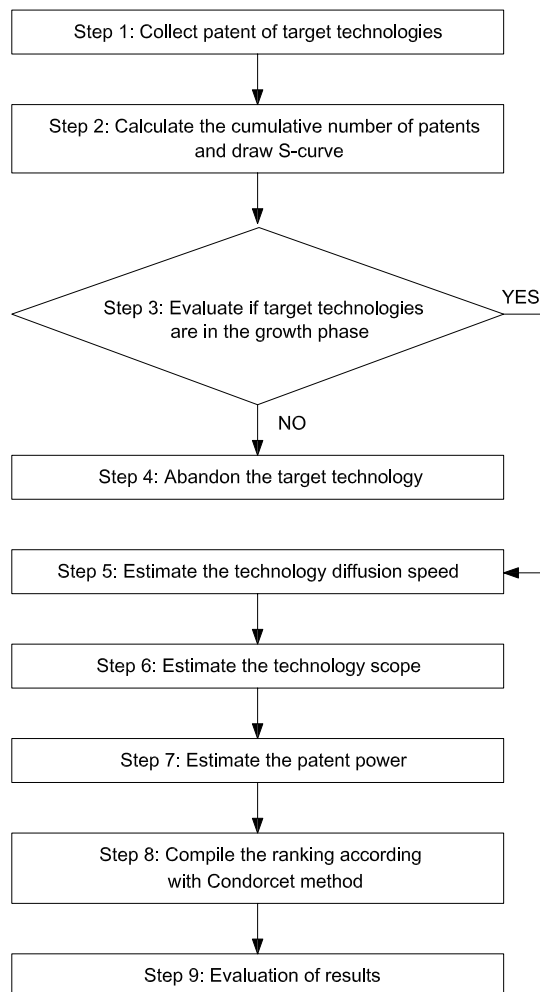 Step 1: Collect patent of target technologies
Step 2: Calculate the cumulative number of patents
and draw S-curve
Step 3: Evaluate if target technologies
are in the growth phase
YES
NO
Step 4: Abandon the target technology
Step 5: Estimate the technology diffusion speed
Step 6: Estimate the technology scope
Step 7: Estimate the patent power
Step 8: Compile the ranking according
with Condorcet method
Step 9: Evaluation of results